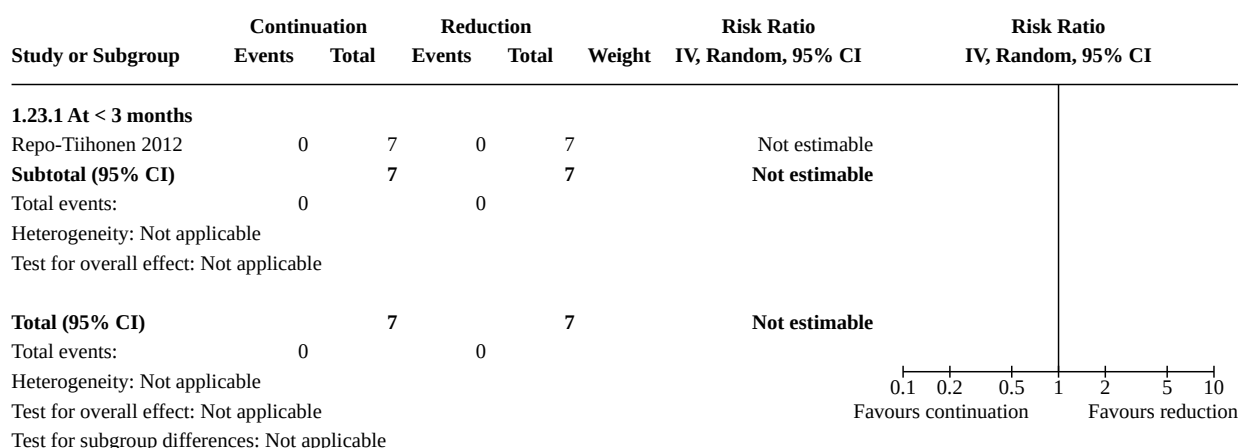 Continuation Reduction Risk Ratio Risk Ratio
Study or Subgroup Events Total Events Total Weight IV, Random, 95% CI IV, Random, 95% CI
1.23.1 At < 3 months
Repo-Tiihonen 2012 0 7 0 7 Not estimable
Subtotal (95% CI) 7 7 Not estimable
Total events: 0 0
Heterogeneity: Not applicable
Test for overall effect: Not applicable
Total (95% CI) 7 7 Not estimable
Total events: 0 0
Heterogeneity: Not applicable
0.1 0.2 0.5 1 2 5 10
Test for overall effect: Not applicable Favours continuation Favours reduction
Test for subgroup differences: Not applicable